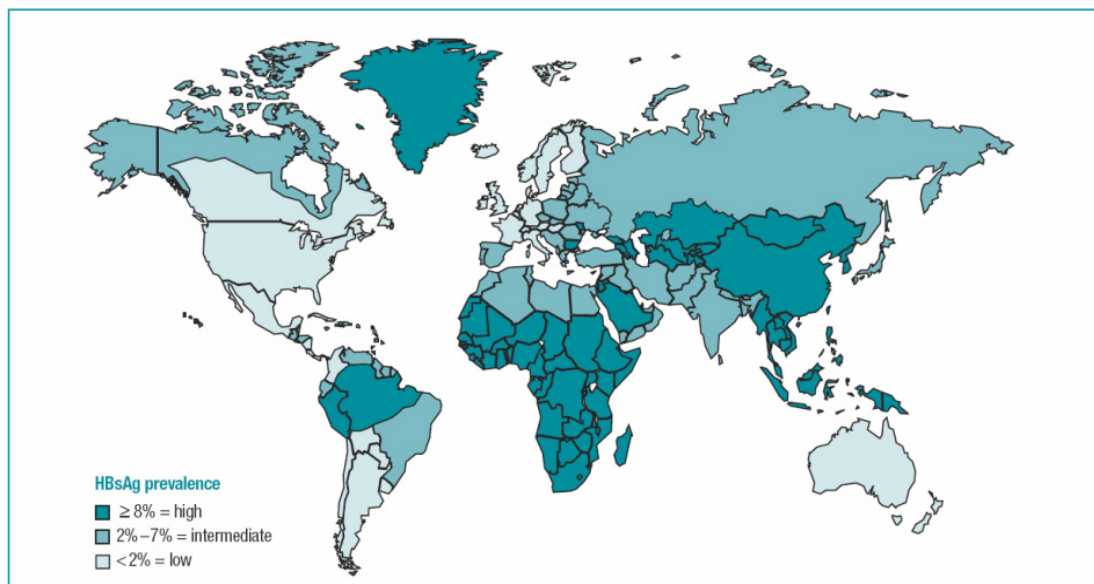 HBsAg prevalence
≥ 8% = high
2%–7% = intermediate
< 2% = low